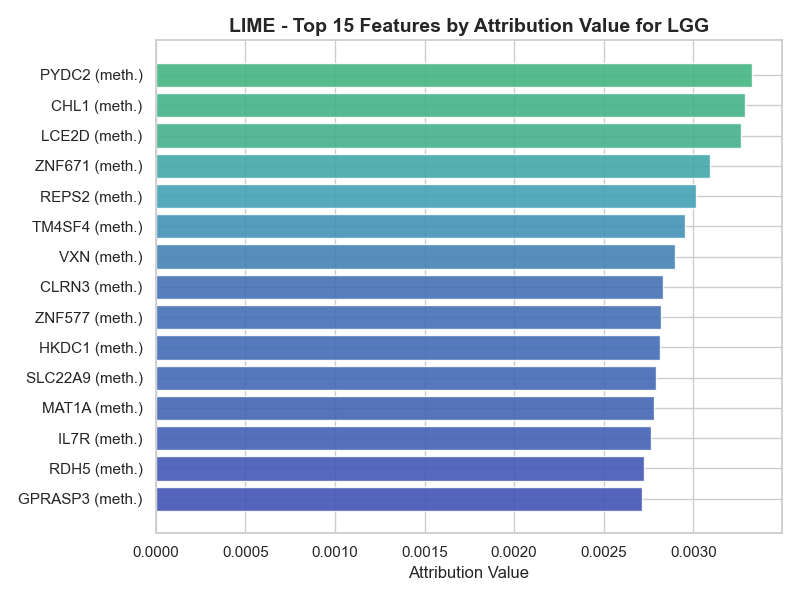 LIME - Top 15 Features by Attribution Value for LGG
PYDC2 (meth.)
CHL1 (meth.)
LCE2D (meth.)
ZNF671 (meth.)
REPS2 (meth.)
TM4SF4 (meth.)
VXN (meth.)
CLRN3 (meth.)
ZNF577 (meth.)
HKDC1 (meth.)
SLC22A9 (meth.)
MAT1A (meth.)
IL7R (meth.)
RDH5 (meth.)
GPRASP3 (meth.)
0.0000 0.0005 0.0010 0.0015 0.0020 0.0025 0.0030
Attribution Value